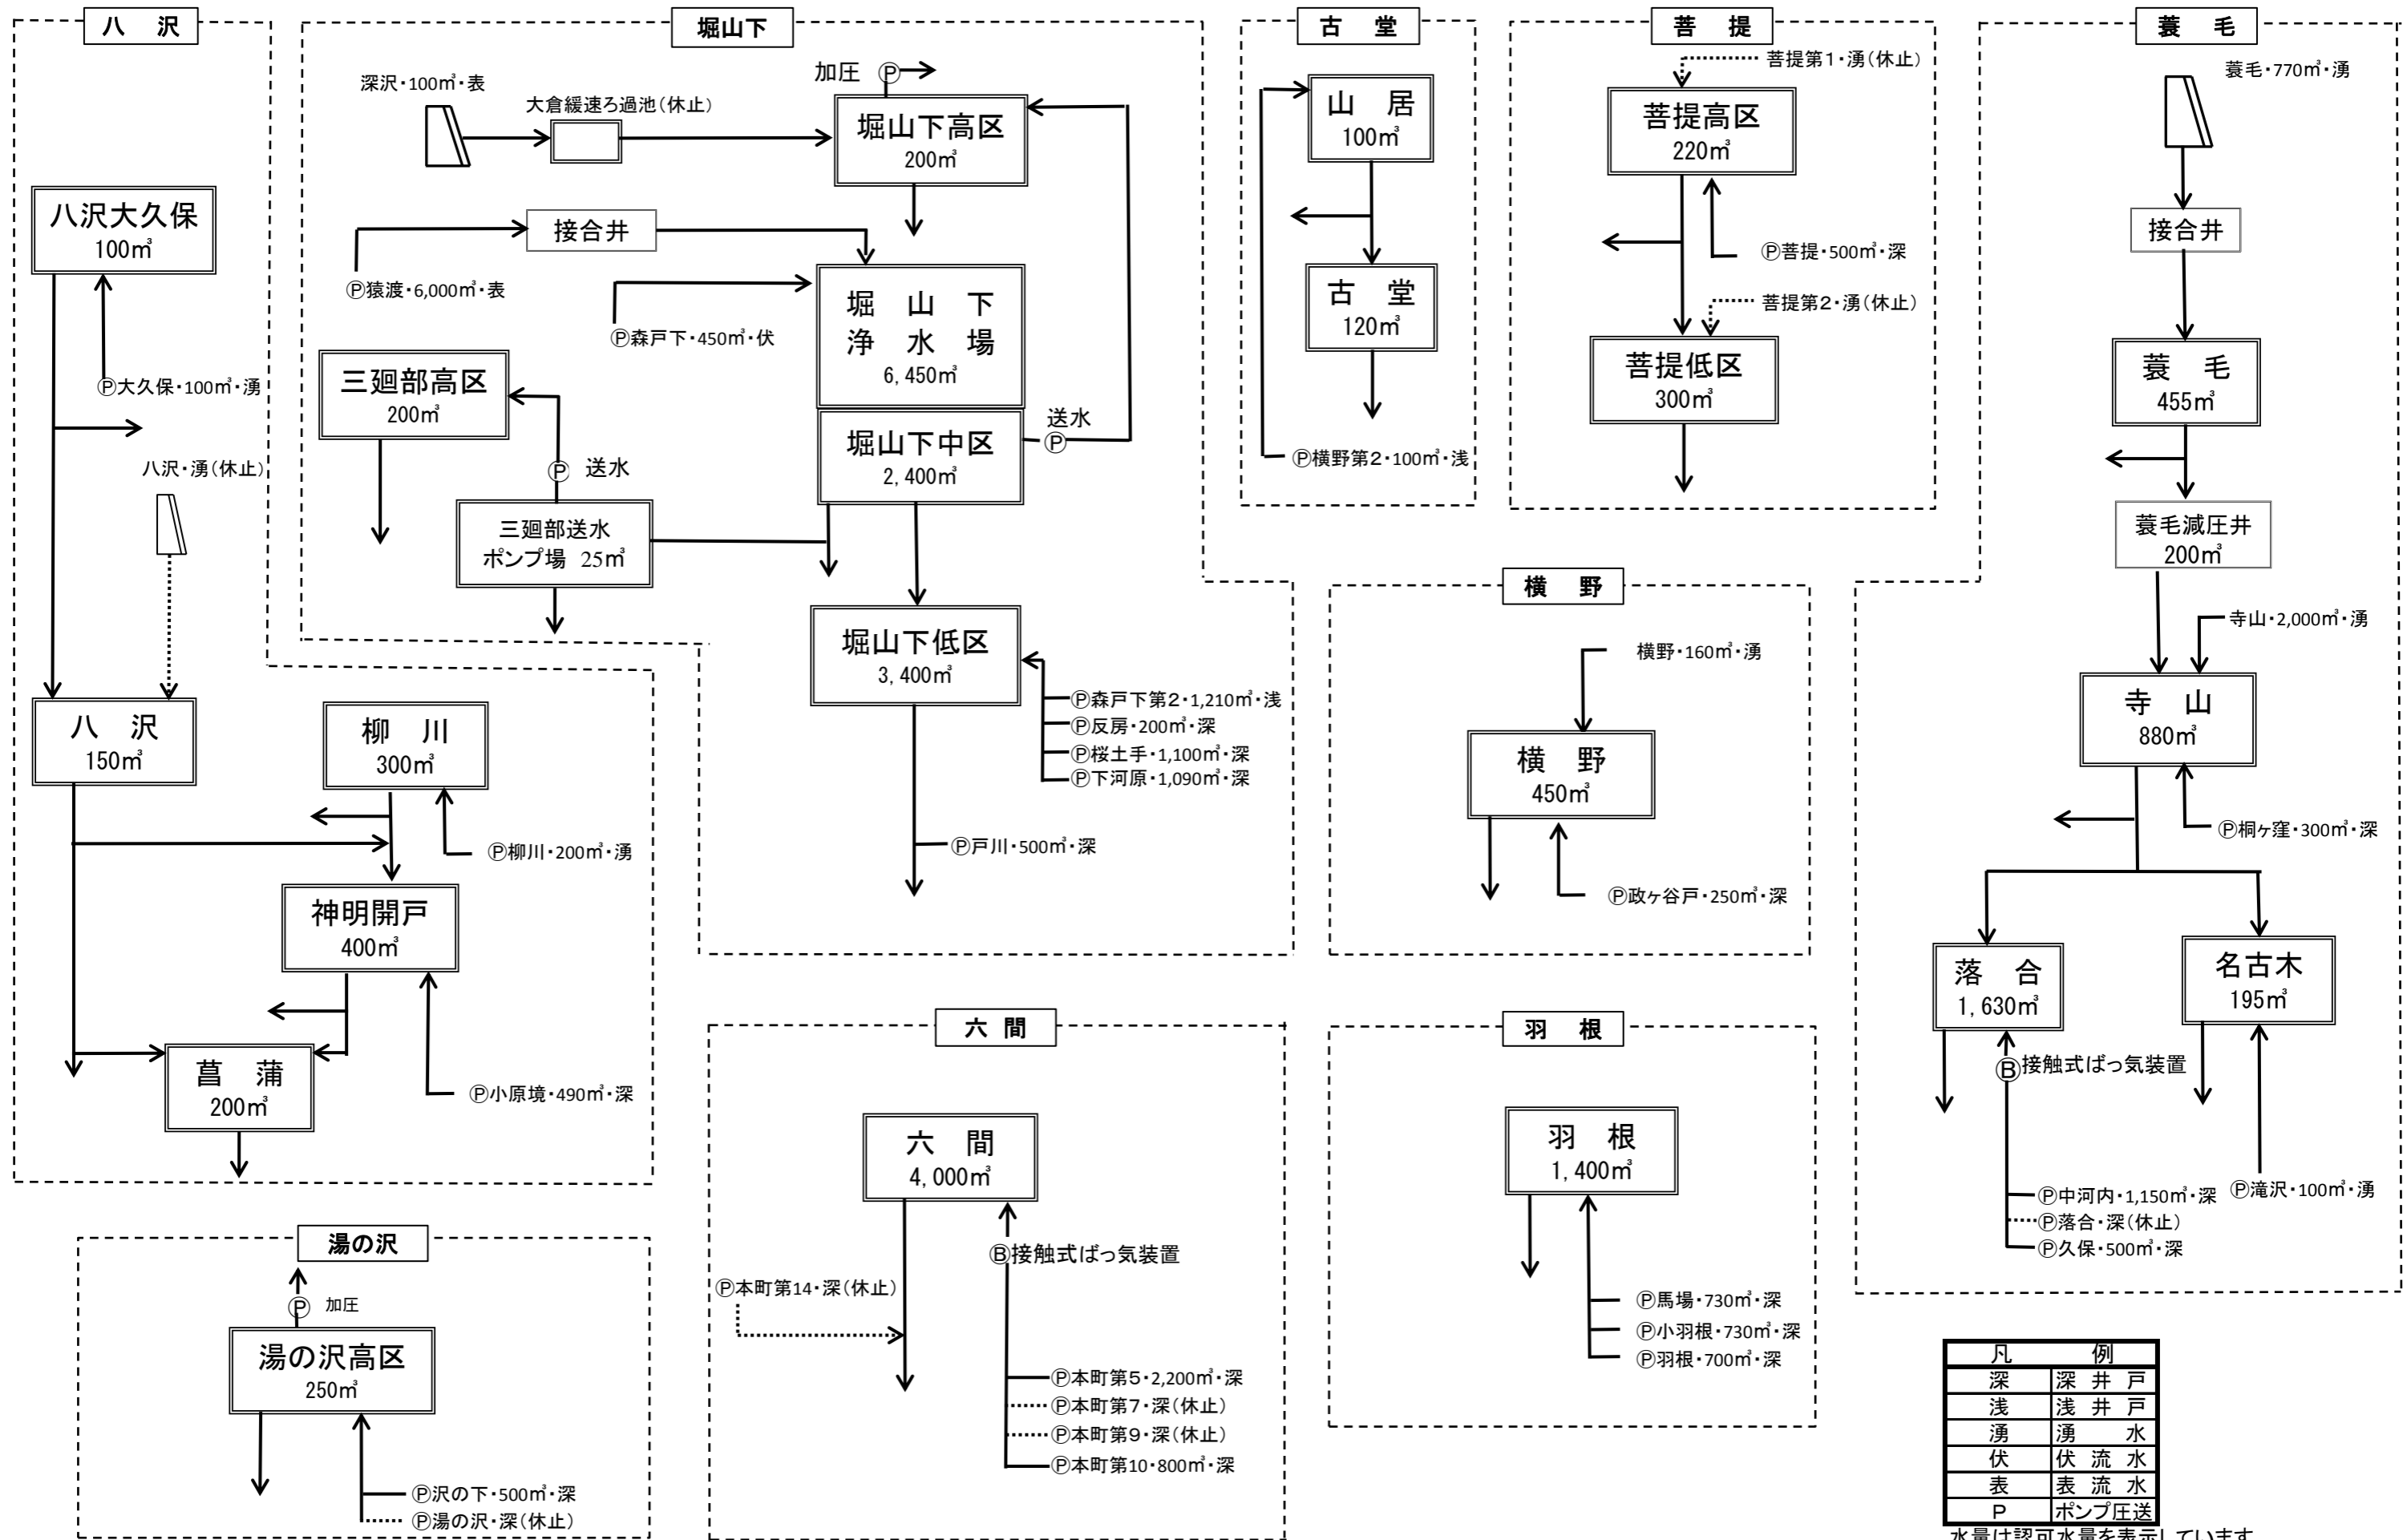 八　沢
八沢大久保
100㎥
Ⓟ大久保・100㎥・湧
八沢・湧（休止）
八　沢
150㎥
柳　川
300㎥
Ⓟ柳川・200㎥・湧
神明開戸
400㎥
Ⓟ小原境・490㎥・深
菖　蒲
200㎥
堀山下
深沢・100㎥・表
大倉緩速ろ過池（休止）
加圧　Ⓟ
堀山下高区
200㎥
接合井
Ⓟ猿渡・6,000㎥・表
Ⓟ森戸下・450㎥・伏
堀　山　下
浄　水　場
6,450㎥
堀山下中区
2,400㎥
送水
Ⓟ
三廻部高区
200㎥
Ⓟ　送水
三廻部送水
ポンプ場　25㎥
堀山下低区
3,400㎥
Ⓟ森戸下第2・1,210㎥・浅
Ⓟ反房・200㎥・深
Ⓟ桜土手・1,100㎥・深
Ⓟ下河原・1,090㎥・深
Ⓟ戸川・500㎥・深
古　堂
山　居
100㎥
古　堂
120㎥
Ⓟ横野第2・100㎥・浅
菩　提
菩提第1・湧（休止）
菩提高区
220㎥
Ⓟ菩提・500㎥・深
菩提第2・湧（休止）
菩提低区
300㎥
横　野
横野・160㎥・湧
横　野
450㎥
Ⓟ政ヶ谷戸・250㎥・深
蓑　毛
蓑毛・770㎥・湧
接合井
蓑　毛
455㎥
蓑毛減圧井
200㎥
寺山・2,000㎥・湧
寺　山
880㎥
Ⓟ桐ヶ窪・300㎥・深
落　合
1,630㎥
名古木
195㎥
Ⓑ接触式ばっ気装置
Ⓟ中河内・1,150㎥・深
Ⓟ落合・深（休止）
Ⓟ久保・500㎥・深
Ⓟ滝沢・100㎥・湧
湯の沢
Ⓟ　加圧
湯の沢高区
250㎥
Ⓟ沢の下・500㎥・深
Ⓟ湯の沢・深（休止）
六　間
六　間
4,000㎥
Ⓑ接触式ばっ気装置
Ⓟ本町第14・深（休止）
Ⓟ本町第5・2,200㎥・深
Ⓟ本町第7・深（休止）
Ⓟ本町第9・深（休止）
Ⓟ本町第10・800㎥・深
羽　根
羽　根
1,400㎥
Ⓟ馬場・730㎥・深
Ⓟ小羽根・730㎥・深
Ⓟ羽根・700㎥・深
凡　例
深　深井戸
浅　浅井戸
湧　湧　水
伏　伏流水
表　表流水
P　ポンプ圧送
水量は認可水量を表示しています